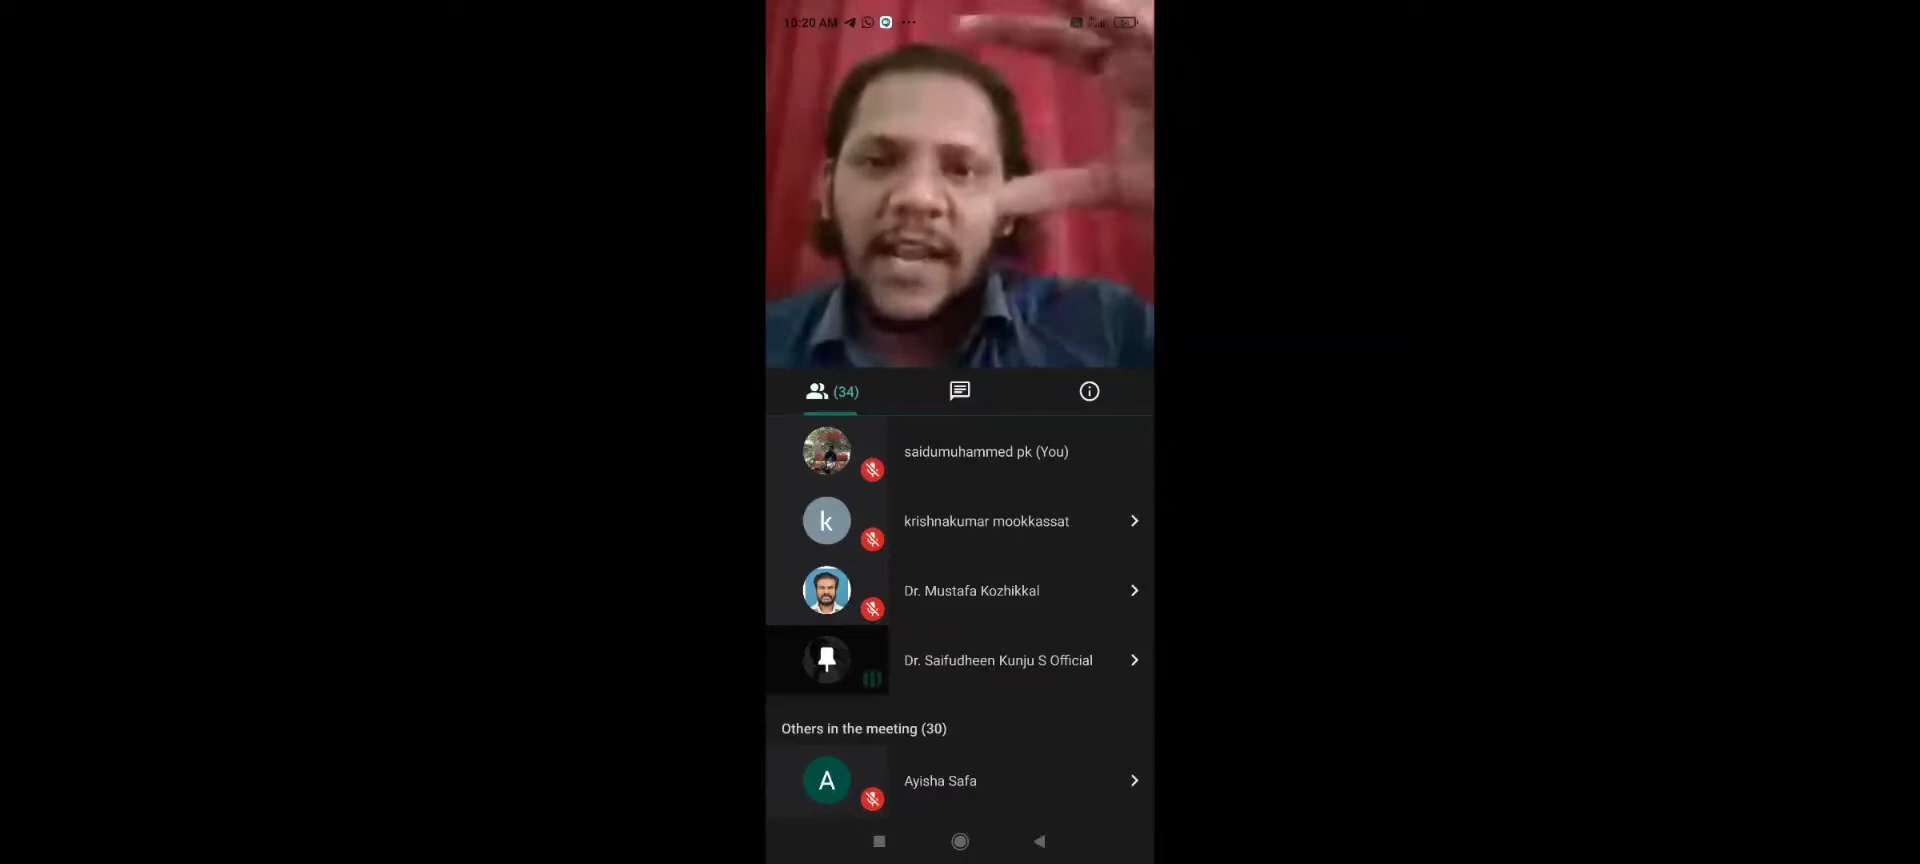 10:20 AM
(34)
saidumuhammed pk (You)
k
krishnakumar mookkassat
Dr. Mustafa Kozhikkal
Dr. Saifudheen Kunju S Official
Others in the meeting (30)
A
Ayisha Safa